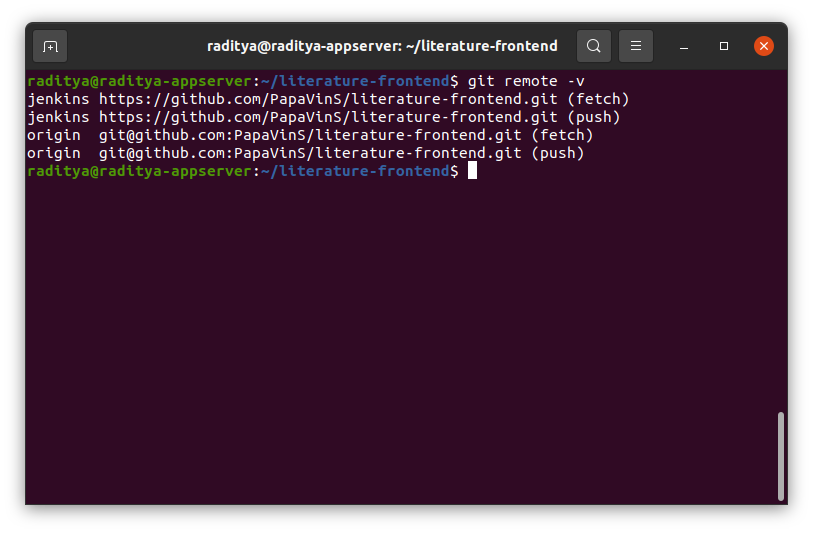 raditya@raditya-appserver: ~/literature-frontend
raditya@raditya-appserver:~/literature-frontend$ git remote -v
jenkins https://github.com/PapaVinS/literature-frontend.git (fetch)
jenkins https://github.com/PapaVinS/literature-frontend.git (push)
origin  git@github.com:PapaVinS/literature-frontend.git (fetch)
origin  git@github.com:PapaVinS/literature-frontend.git (push)
raditya@raditya-appserver:~/literature-frontend$